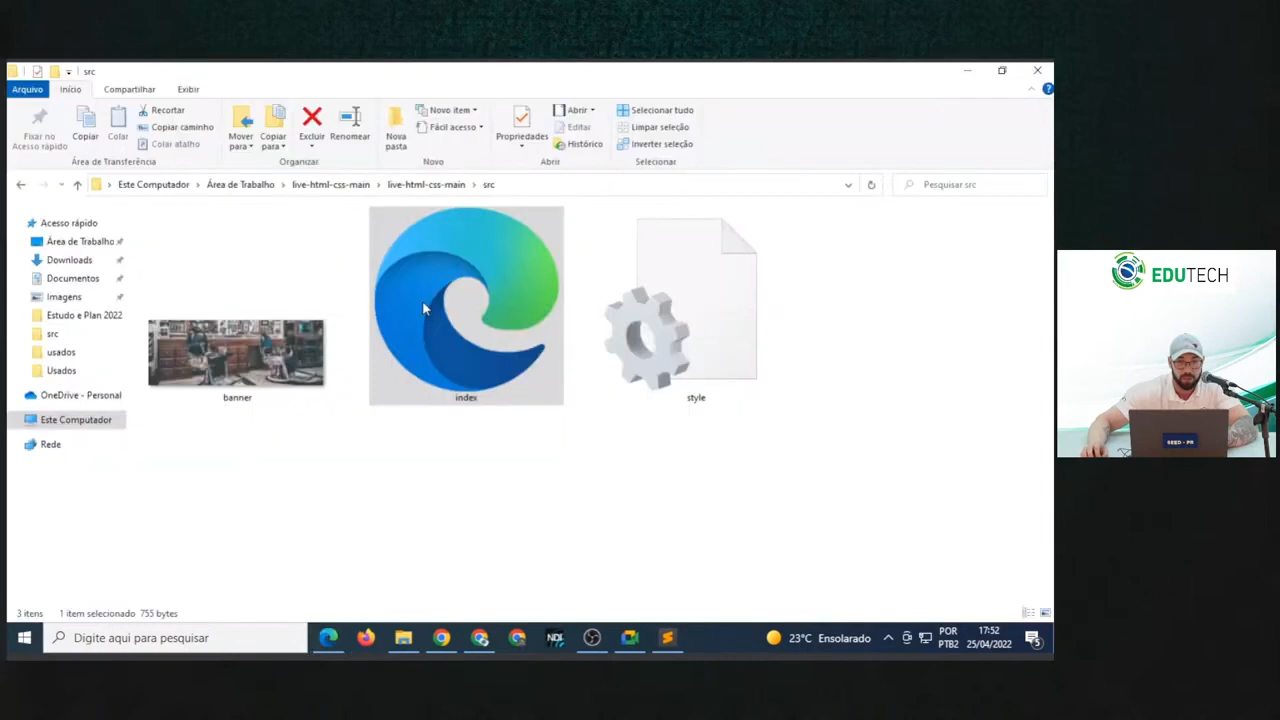 src
Arquivo Início Compartilhar Exibir
Fixar no Acesso rápido
Copiar
Colar
Recortar
Copiar caminho
Colar atalho
Área de Transferência
Mover para
Copiar para
Excluir
Renomear
Organizar
Nova pasta
Novo item
Fácil acesso
Novo
Propriedades
Abrir
Editar
Histórico
Abrir
Selecionar tudo
Limpar seleção
Inverter seleção
Selecionar
Este Computador > Área de Trabalho > live-html-css-main > live-html-css-main > src
Pesquisar src
Acesso rápido
Área de Trabalho
Downloads
Documentos
Imagens
Estudo e Plan 2022
src
usados
Usados
OneDrive - Personal
Este Computador
Rede
banner
index
style
3 itens 1 item selecionado 755 bytes
Digite aqui para pesquisar
NDI
23°C Ensolarado
POR
PTB2
17:52
25/04/2022
5
EDUTECH
SEED - PR